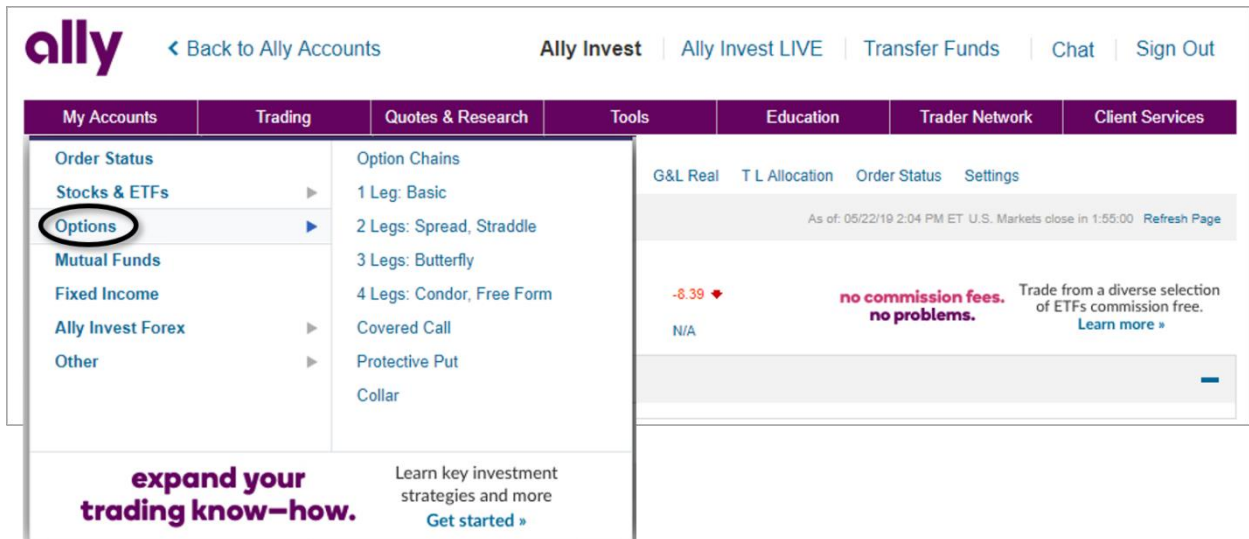 ally
Back to Ally Accounts
Ally Invest
Ally Invest LIVE
Transfer Funds
Chat
Sign Out
My Accounts
Trading
Quotes & Research
Tools
Education
Trader Network
Client Services
Order Status
Stocks & ETFs
Options
Mutual Funds
Fixed Income
Ally Invest Forex
Other
Option Chains
1 Leg: Basic
2 Legs: Spread, Straddle
3 Legs: Butterfly
4 Legs: Condor, Free Form
Covered Call
Protective Put
Collar
expand your
trading know–how.
Learn key investment
strategies and more
Get started »
G&L Real
T L Allocation
Order Status
Settings
As of: 05/22/19 2:04 PM ET U.S. Markets close in 1:55:00 Refresh Page
-8.39
N/A
no commission fees.
no problems.
Trade from a diverse selection
of ETFs commission free.
Learn more »